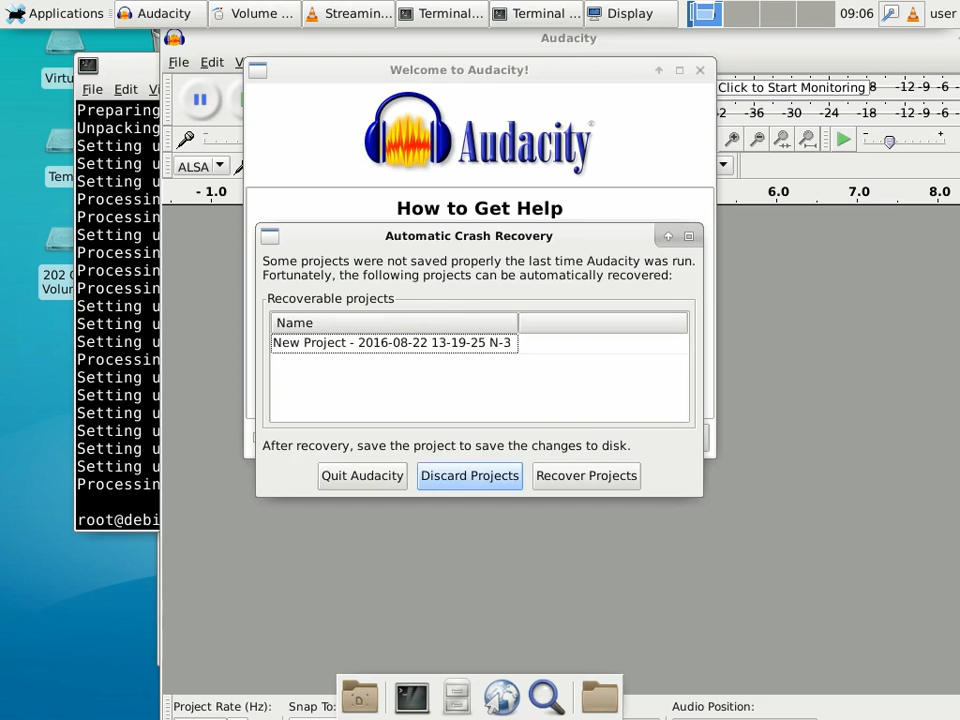 Applications
Audacity
Volume ...
Streamin...
Terminal...
Terminal ...
Display
09:06
user
Audacity
File
Edit
Welcome to Audacity!
File
Edit
Click to Start Monitoring
-12 -9 -6
-36 -30 -24 -18 -12 -9 -6
Audacity
®
ALSA
- 1.0
6.0
7.0
8.0
How to Get Help
Automatic Crash Recovery
Some projects were not saved properly the last time Audacity was run.
Fortunately, the following projects can be automatically recovered:
Recoverable projects
Name
New Project - 2016-08-22 13-19-25 N-3
After recovery, save the project to save the changes to disk.
Quit Audacity
Discard Projects
Recover Projects
Preparing
Unpacking
Setting u
Setting u
Setting u
Processin
Processin
Setting u
Processin
Processin
Processin
Setting u
Setting u
Setting u
Processin
Setting u
Setting u
Setting u
Setting u
Setting u
Setting u
Processin
root@debi
Project Rate (Hz):
Snap To:
Audio Position: